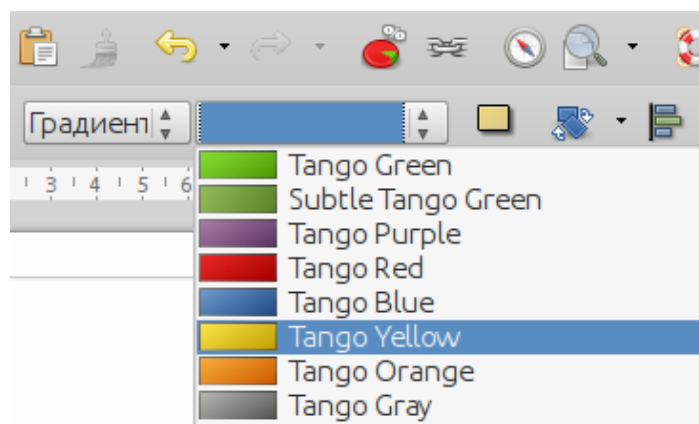 %
Градиент
3 4 5 6
Tango Green
Subtle Tango Green
Tango Purple
Tango Red
Tango Blue
Tango Yellow
Tango Orange
Tango Gray